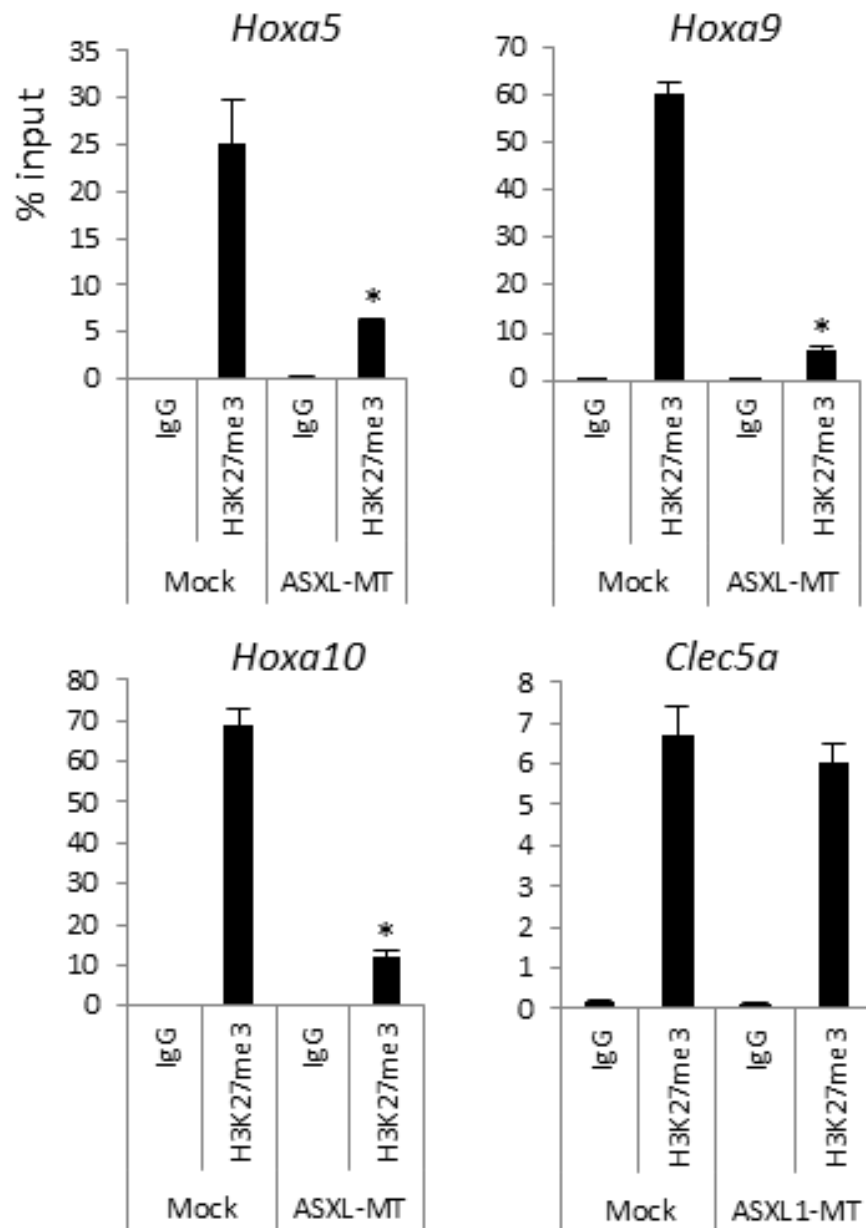 Hoxa5
% input
35
30
25
20
15
10
5
0
*
IgG
H3K27me3
IgG
H3K27me3
Mock
ASXL-MT
Hoxa9
70
60
50
40
30
20
10
0
*
IgG
H3K27me3
IgG
H3K27me3
Mock
ASXL-MT
Hoxa10
80
70
60
50
40
30
20
10
0
*
IgG
H3K27me3
IgG
H3K27me3
Mock
ASXL-MT
Clec5a
8
7
6
5
4
3
2
1
0
IgG
H3K27me3
IgG
H3K27me3
Mock
ASXL1-MT